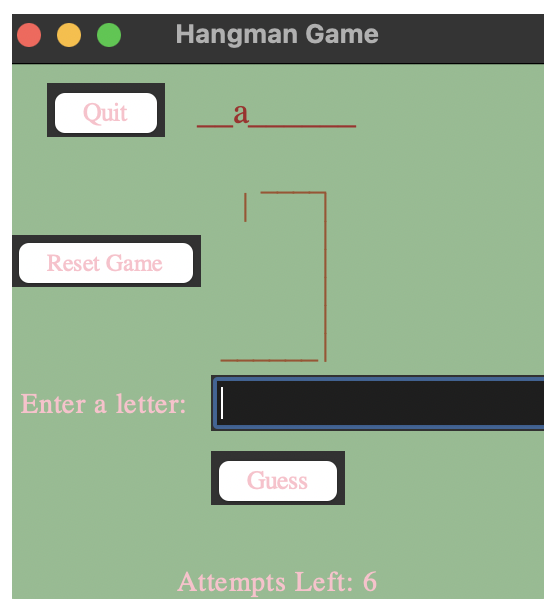 Hangman Game
Quit
__a______
Reset Game
Enter a letter:
Guess
Attempts Left: 6